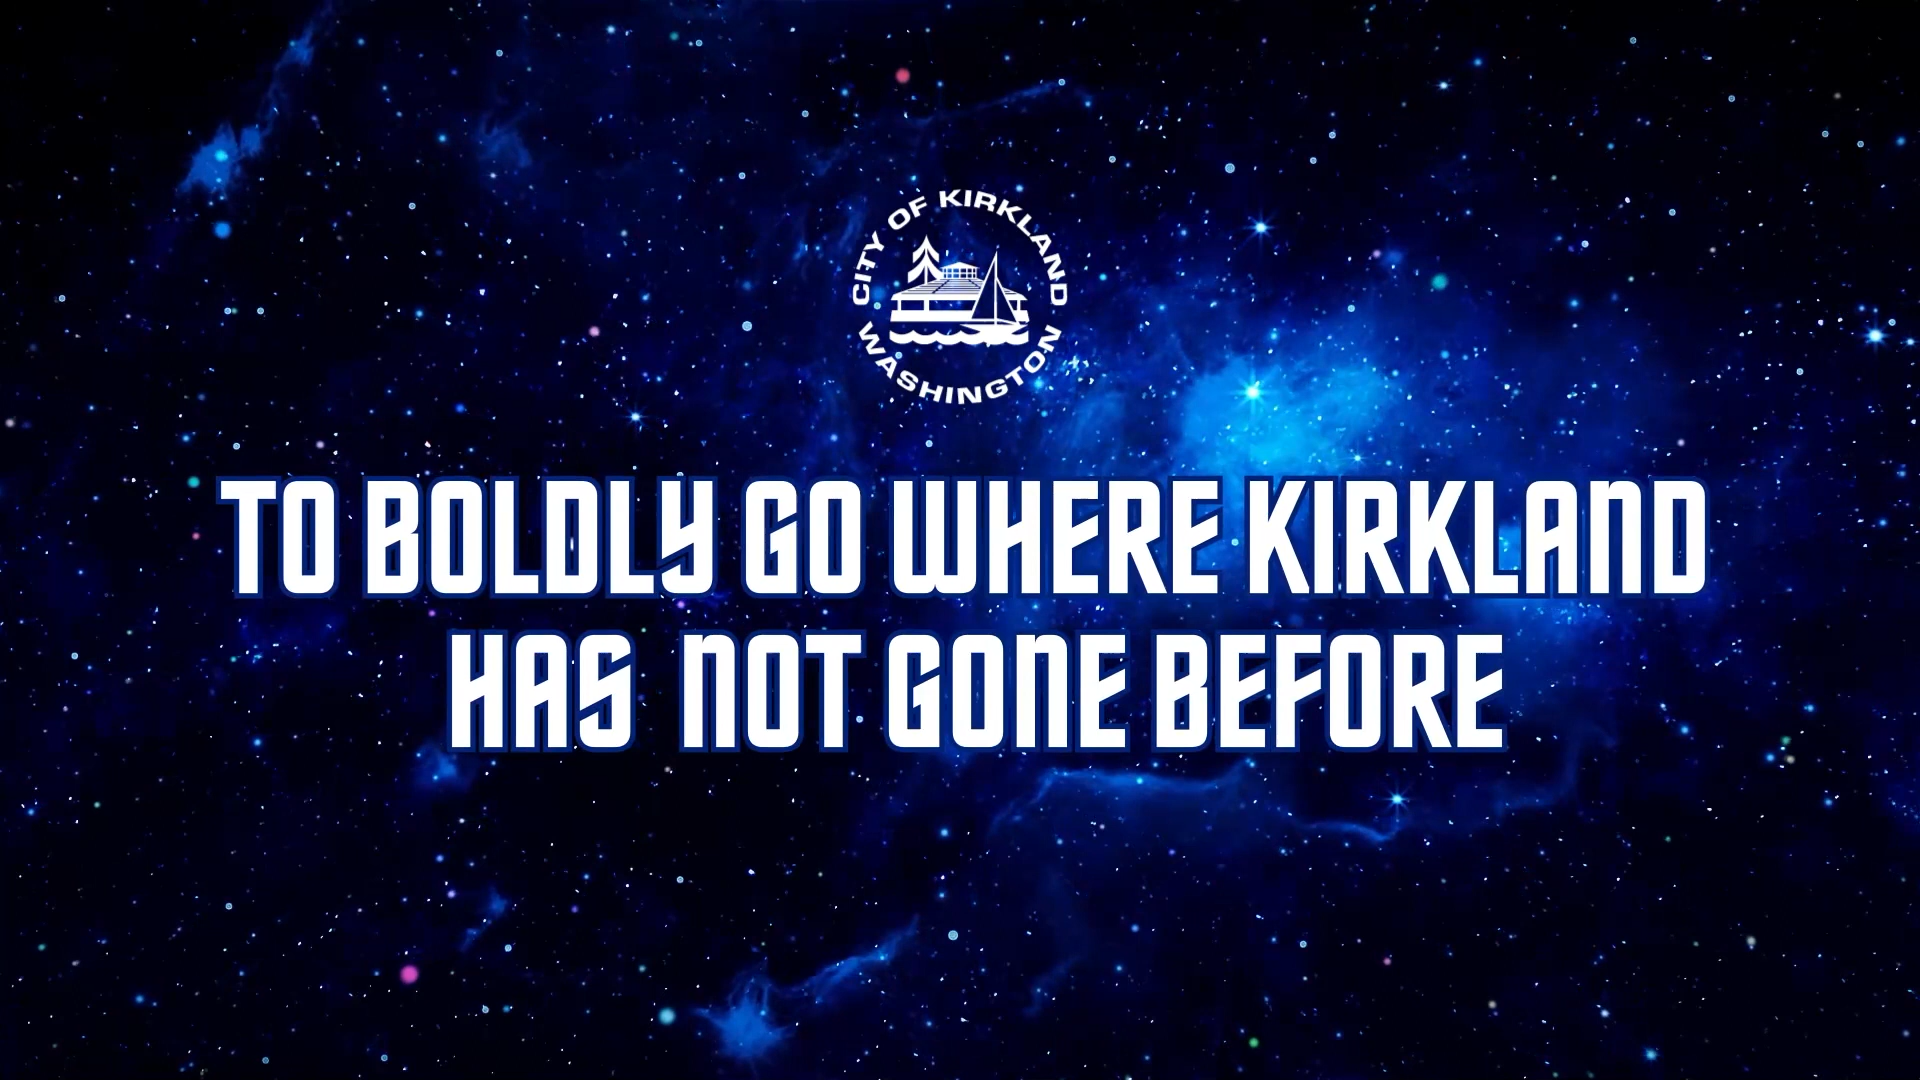 CITY OF KIRKLAND
WASHINGTON
TO BOLDLY GO WHERE KIRKLAND
HAS NOT GONE BEFORE